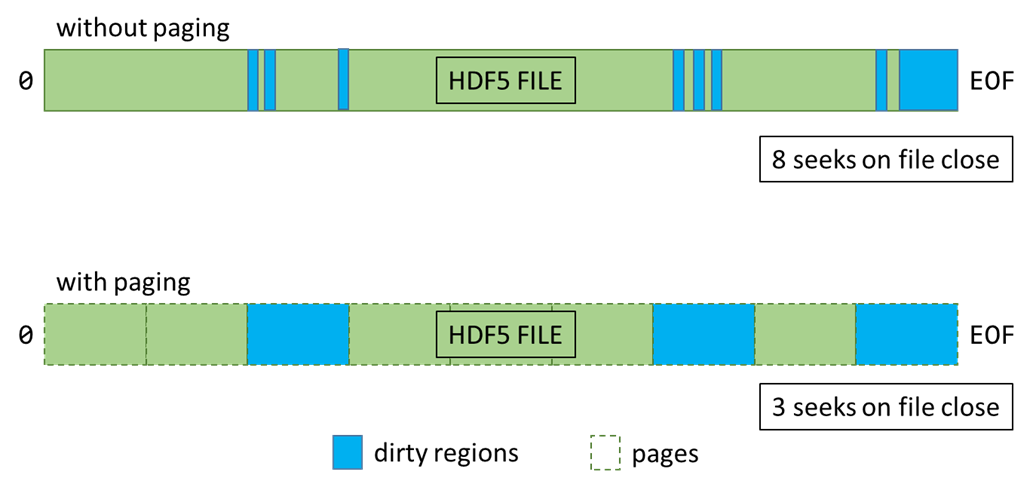 without paging
0
HDF5 FILE
EOF
8 seeks on file close
with paging
0
HDF5 FILE
EOF
3 seeks on file close
dirty regions
pages